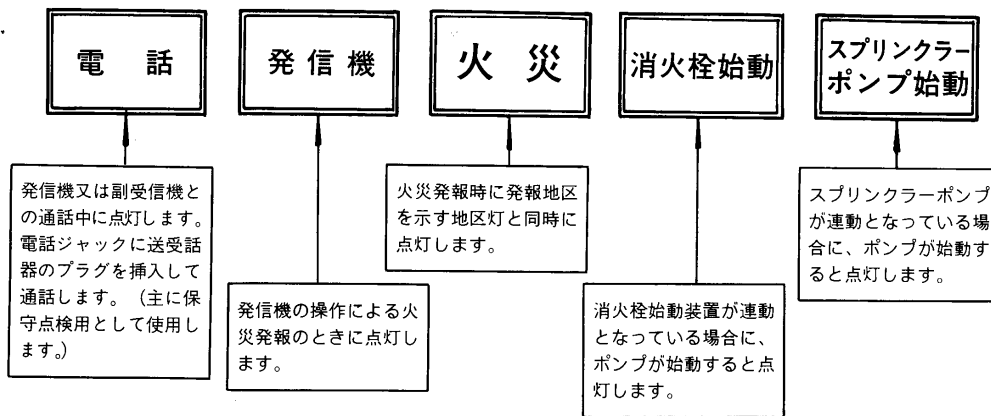 電話
発信機
火災
消火栓始動
スプリンクラー
ポンプ始動
発信機又は副受信機と
の通話中に点灯します。
電話ジャックに送受話
器のプラグを挿入して
通話します。(主に保
守点検用として使用し
ます。)
発信機の操作による火
災発報のときに点灯し
ます。
火災発報時に発報地区
を示す地区灯と同時に
点灯します。
消火栓始動装置が連動
となっている場合に、
ポンプが始動すると点
灯します。
スプリンクラーポンプ
が連動となっている場
合に、ポンプが始動す
ると点灯します。